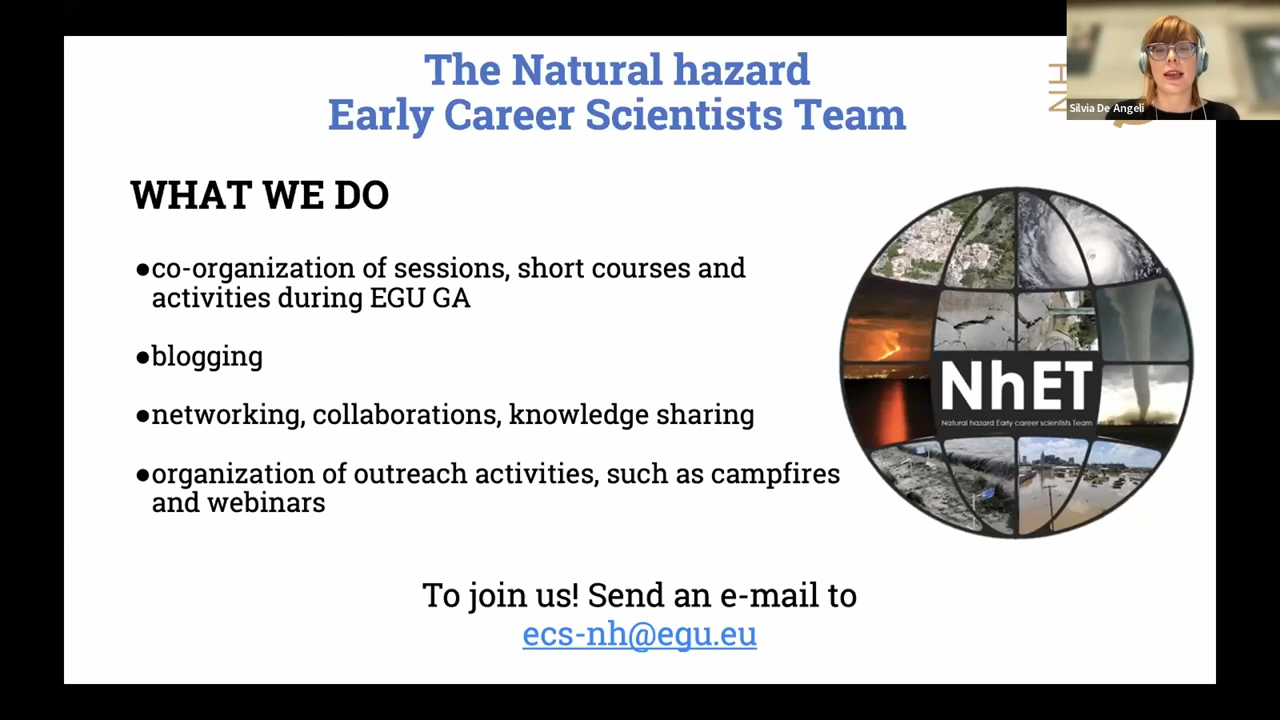 The Natural hazard
Early Career Scientists Team
NH
Silvia De Angeli
WHAT WE DO
●co-organization of sessions, short courses and
activities during EGU GA
●blogging
●networking, collaborations, knowledge sharing
●organization of outreach activities, such as campfires
and webinars
NhET
Natural hazard Early career scientists Team
To join us! Send an e-mail to
ecs-nh@egu.eu